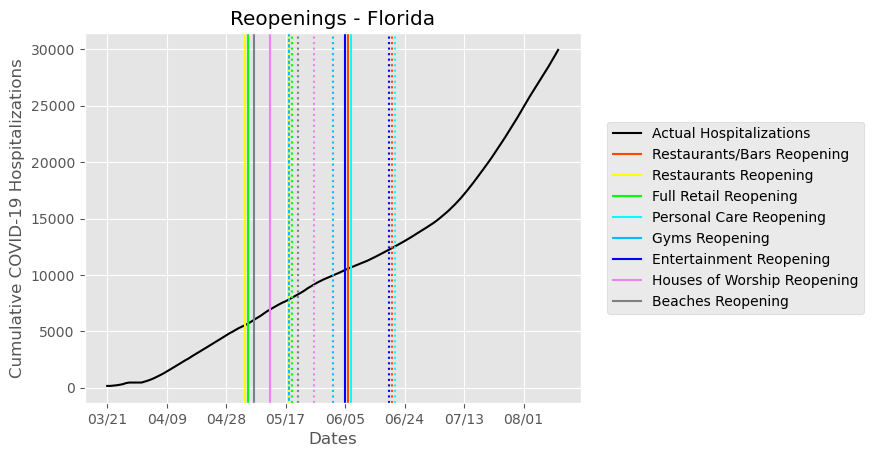 Reopenings - Florida
Cumulative COVID-19 Hospitalizations
30000
25000
20000
15000
10000
5000
0
03/21 04/09 04/28 05/17 06/05 06/24 07/13 08/01
Dates
Actual Hospitalizations
Restaurants/Bars Reopening
Restaurants Reopening
Full Retail Reopening
Personal Care Reopening
Gyms Reopening
Entertainment Reopening
Houses of Worship Reopening
Beaches Reopening